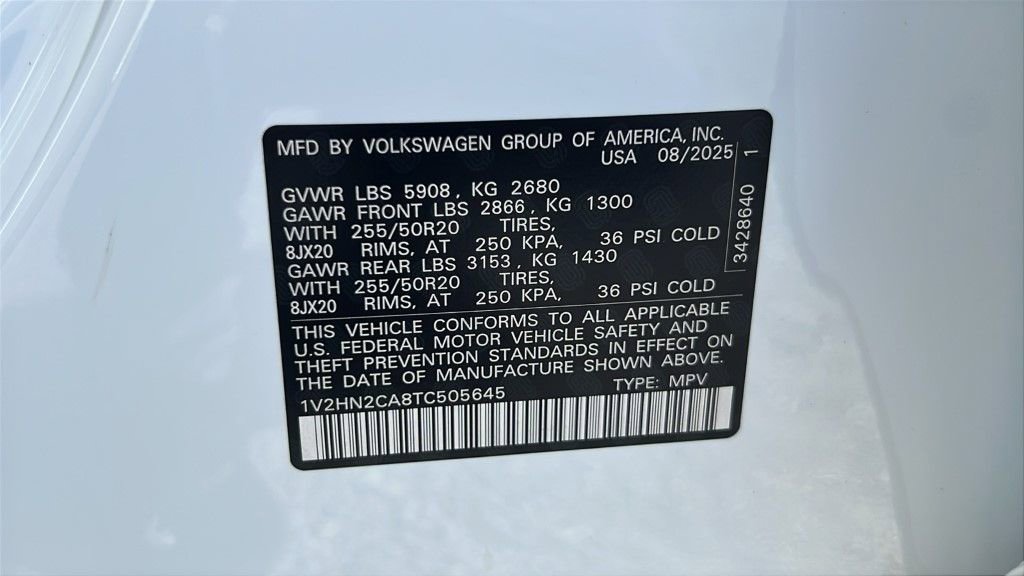 MFD BY VOLKSWAGEN GROUP OF AMERICA, INC.
USA 08/2025
GVWR LBS 5908, KG 2680
GAWR FRONT LBS 2866, KG 1300
WITH 255/50R20 TIRES,
8JX20 RIMS, AT 250 KPA, 36 PSI COLD
GAWR REAR LBS 3153, KG 1430
WITH 255/50R20 TIRES,
8JX20 RIMS, AT 250 KPA, 36 PSI COLD
THIS VEHICLE CONFORMS TO ALL APPLICABLE
U.S. FEDERAL MOTOR VEHICLE SAFETY AND
THEFT PREVENTION STANDARDS IN EFFECT ON
THE DATE OF MANUFACTURE SHOWN ABOVE.
1V2HN2CA8TC505645 TYPE: MPV
3428640 1